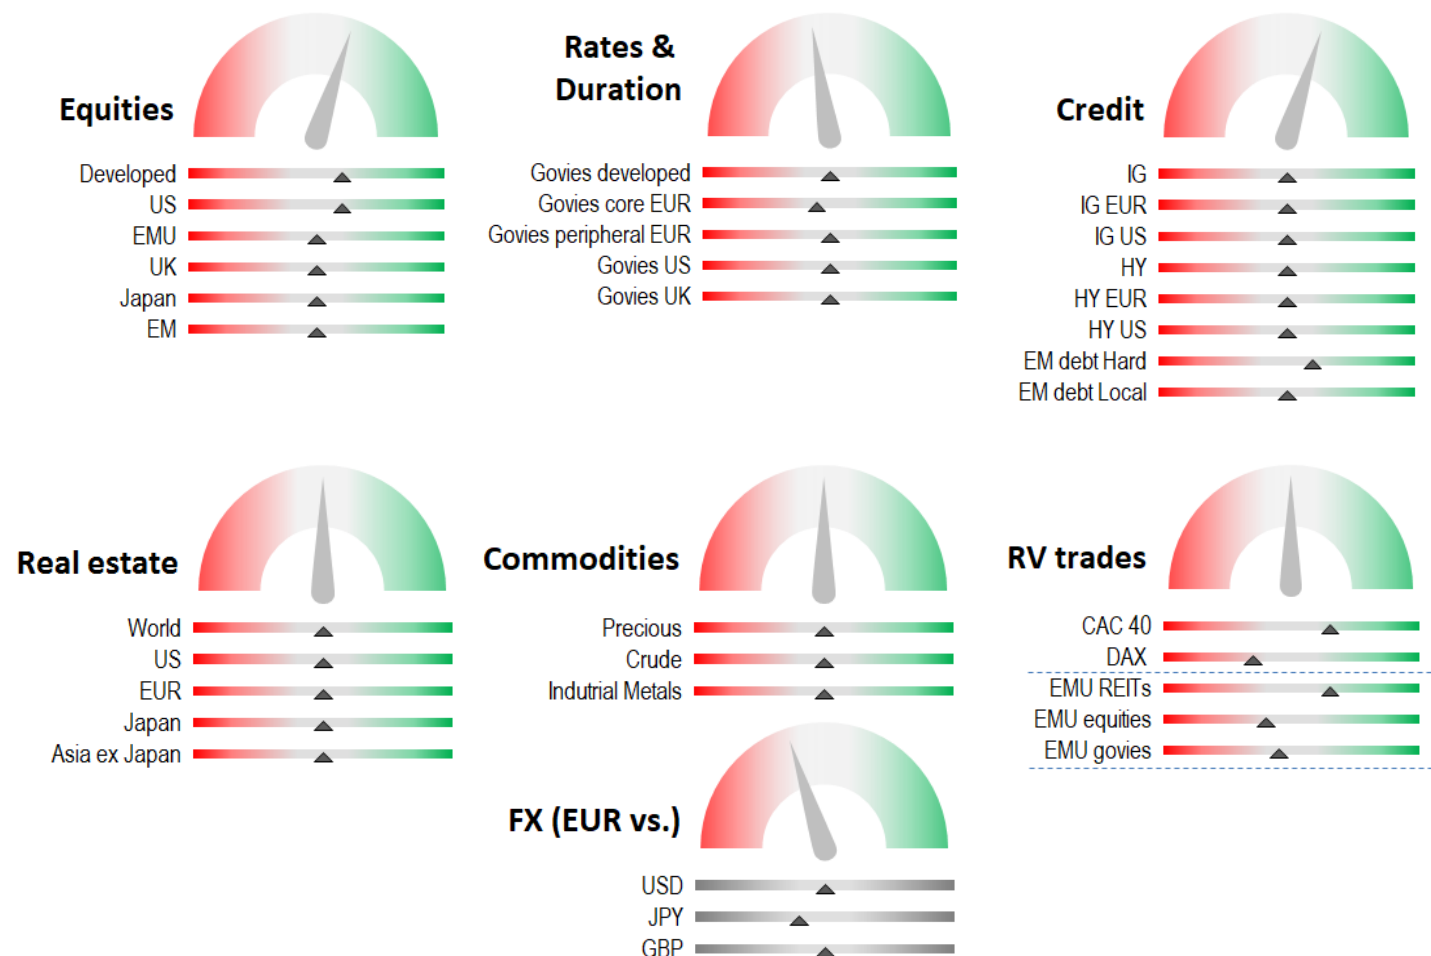 Equities
Developed
US
EMU
UK
Japan
EM
Rates &
Duration
Govies developed
Govies core EUR
Govies peripheral EUR
Govies US
Govies UK
Credit
IG
IG EUR
IG US
HY
HY EUR
HY US
EM debt Hard
EM debt Local
Real estate
World
US
EUR
Japan
Asia ex Japan
Commodities
Precious
Crude
Indutrial Metals
RV trades
CAC 40
DAX
EMU REITs
EMU equities
EMU govies
FX (EUR vs.)
USD
JPY
GBP